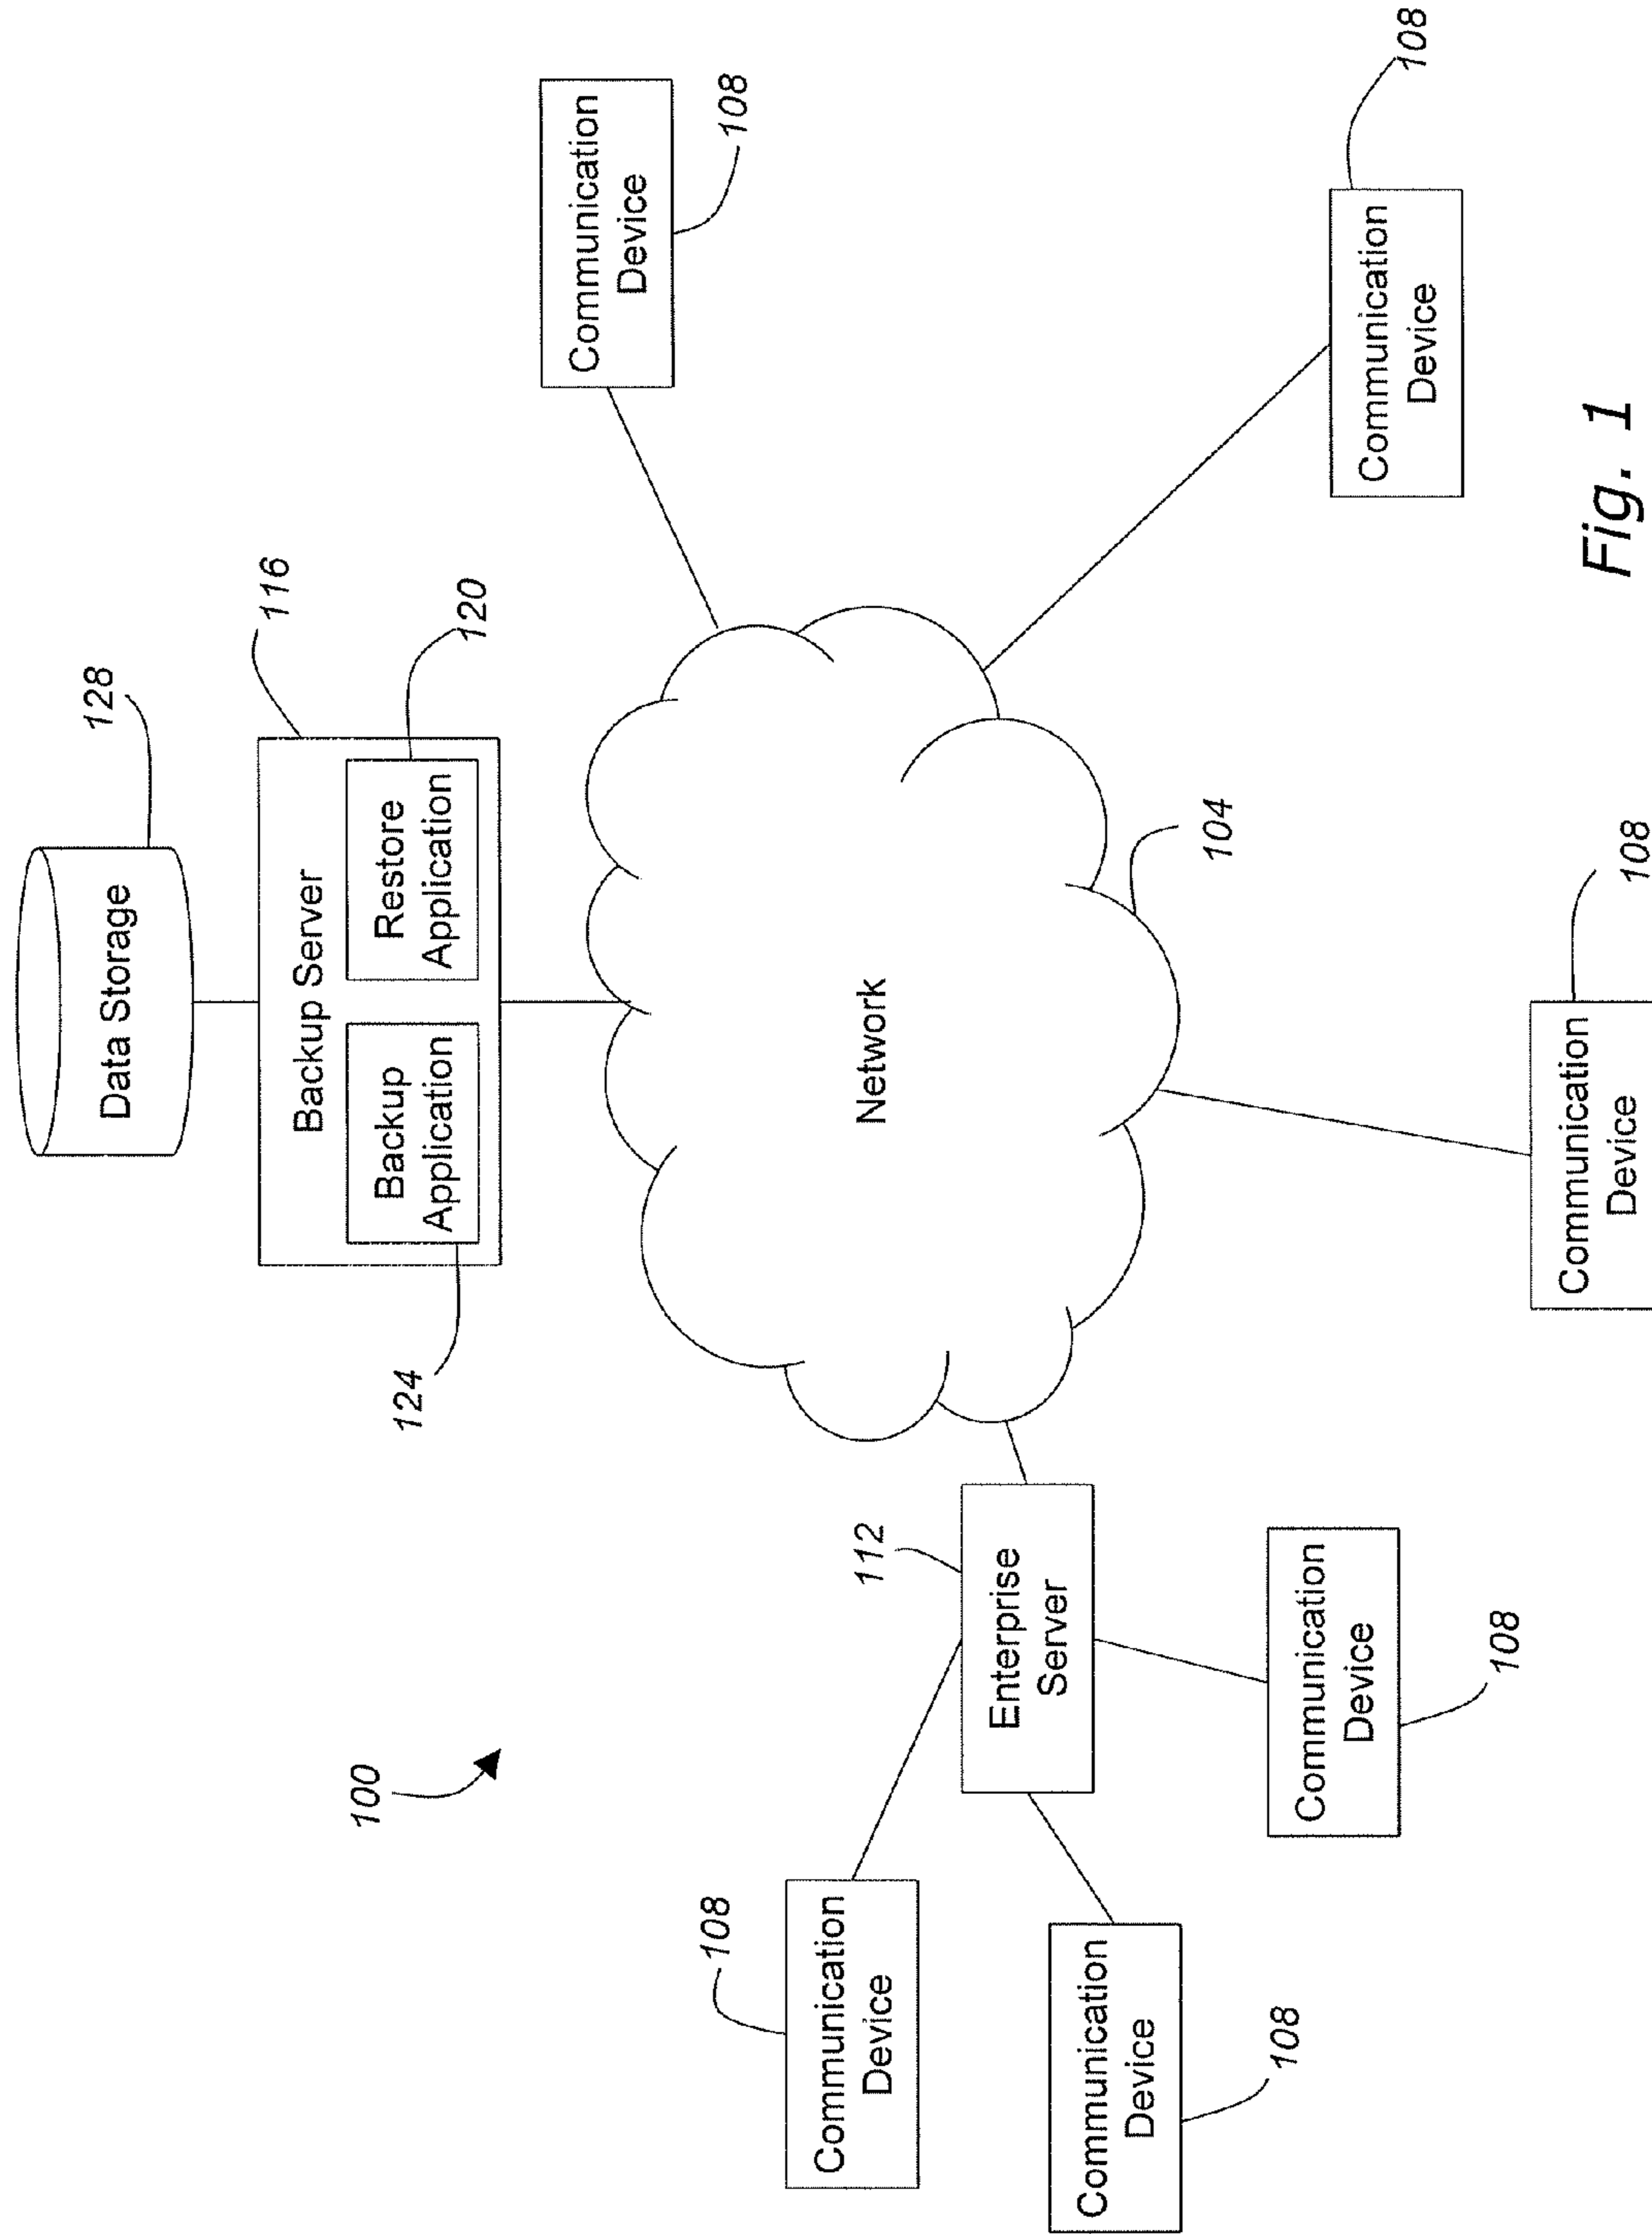 128
Data Storage
116
Backup Server
120
Backup
Application
Restore
Application
124
108
Communication
Device
100
Network
108
Communication
Device
112
Enterprise
Server
104
108
Communication
Device
108
Communication
Device
108
Communication
Device
108
108
Communication
Device
108
Fig. 1